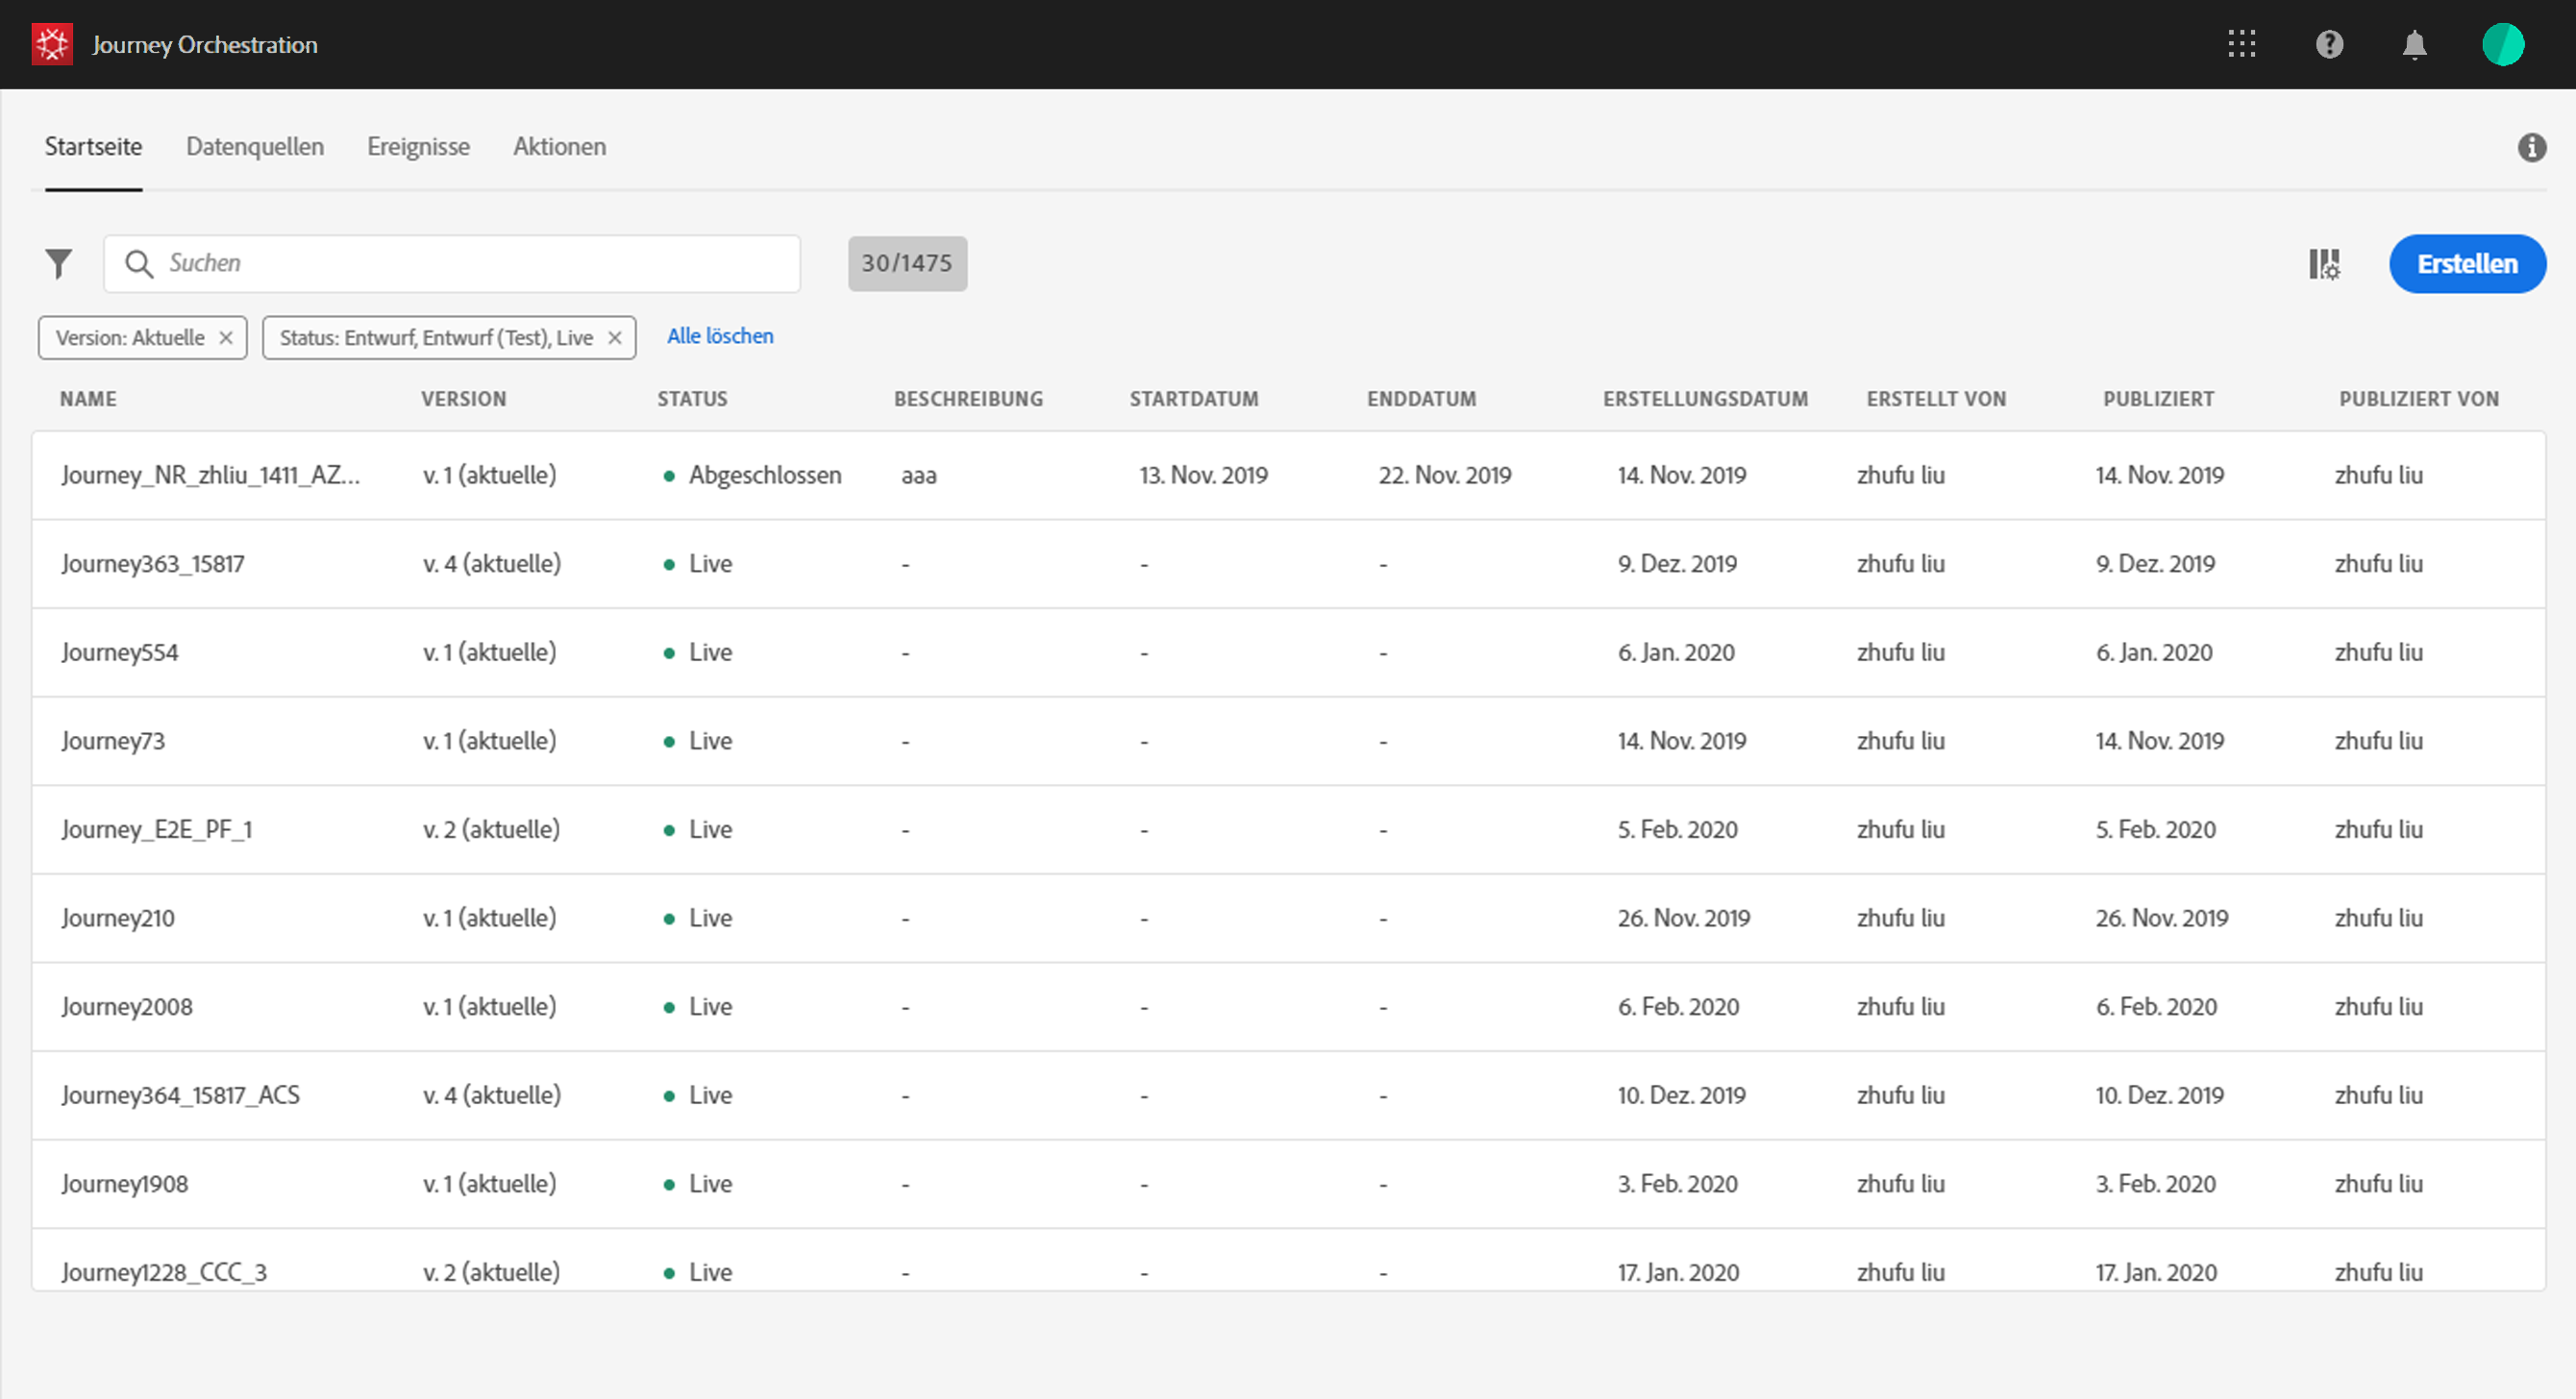 Journey Orchestration
Startseite Datenquellen Ereignisse Aktionen
Suchen 30/1475 Erstellen
Version: Aktuelle Status: Entwurf, Entwurf (Test), Live Alle löschen
NAME VERSION STATUS BESCHREIBUNG STARTDATUM ENDDATUM ERSTELLUNGSDATUM ERSTELLT VON PUBLIZIERT PUBLIZIERT VON
Journey_NR_zhliu_1411_AZ... v. 1 (aktuelle) Abgeschlossen aaa 13. Nov. 2019 22. Nov. 2019 14. Nov. 2019 zhufu liu 14. Nov. 2019 zhufu liu
Journey363_15817 v. 4 (aktuelle) Live - - - 9. Dez. 2019 zhufu liu 9. Dez. 2019 zhufu liu
Journey554 v. 1 (aktuelle) Live - - - 6. Jan. 2020 zhufu liu 6. Jan. 2020 zhufu liu
Journey73 v. 1 (aktuelle) Live - - - 14. Nov. 2019 zhufu liu 14. Nov. 2019 zhufu liu
Journey_E2E_PF_1 v. 2 (aktuelle) Live - - - 5. Feb. 2020 zhufu liu 5. Feb. 2020 zhufu liu
Journey210 v. 1 (aktuelle) Live - - - 26. Nov. 2019 zhufu liu 26. Nov. 2019 zhufu liu
Journey2008 v. 1 (aktuelle) Live - - - 6. Feb. 2020 zhufu liu 6. Feb. 2020 zhufu liu
Journey364_15817_ACS v. 4 (aktuelle) Live - - - 10. Dez. 2019 zhufu liu 10. Dez. 2019 zhufu liu
Journey1908 v. 1 (aktuelle) Live - - - 3. Feb. 2020 zhufu liu 3. Feb. 2020 zhufu liu
Journey1228_CCC_3 v. 2 (aktuelle) Live - - - 17. Jan. 2020 zhufu liu 17. Jan. 2020 zhufu liu